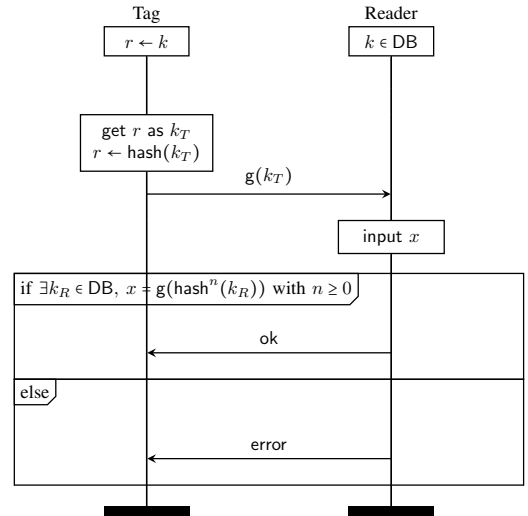 Tag Reader
r ← k k ∈ DB
get r as k_T
r ← hash(k_T)
g(k_T)
input x
if ∃k_R ∈ DB, x = g(hash^n(k_R)) with n ≥ 0
ok
else
error